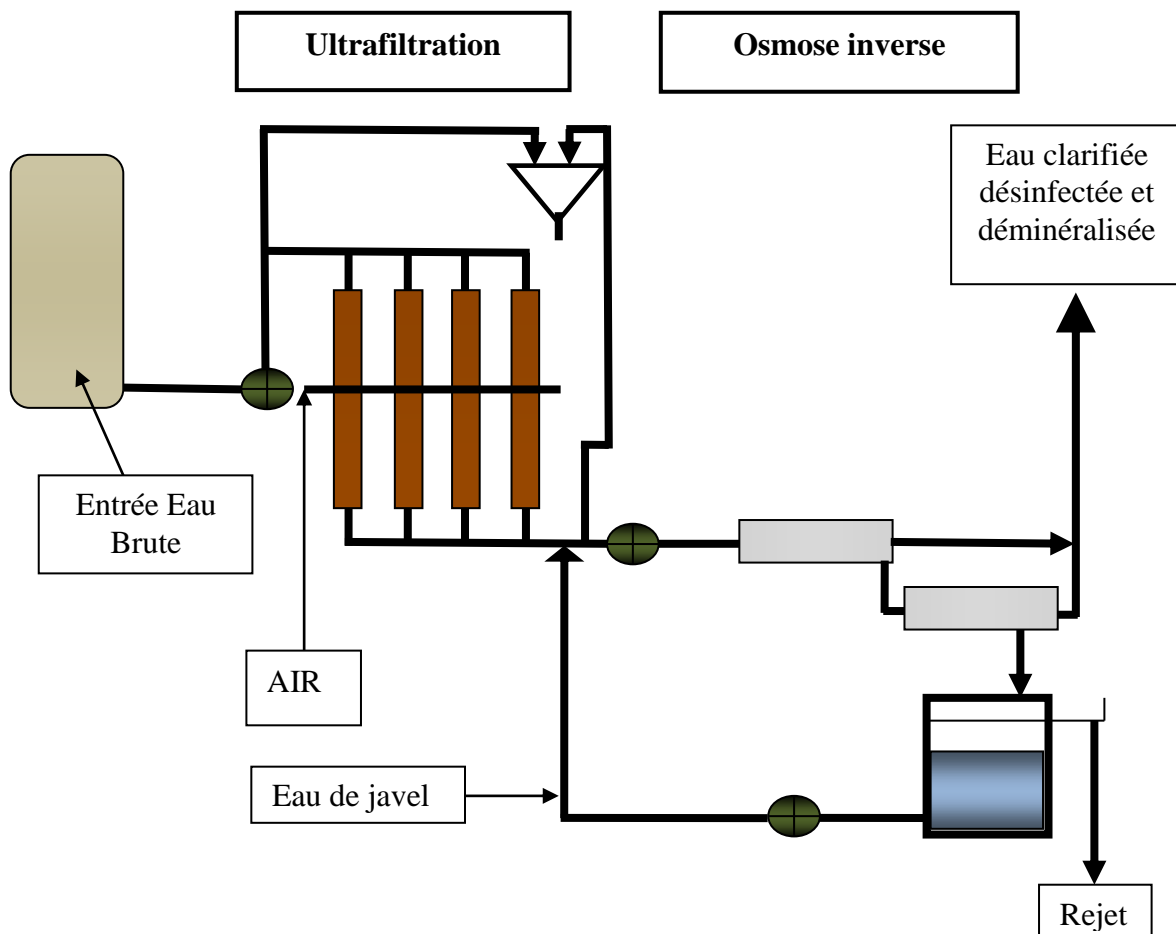 Ultrafiltration
Osmose inverse
Eau clarifiée
désinfectée et
déminéralisée
Entrée Eau
Brute
AIR
Eau de javel
Rejet